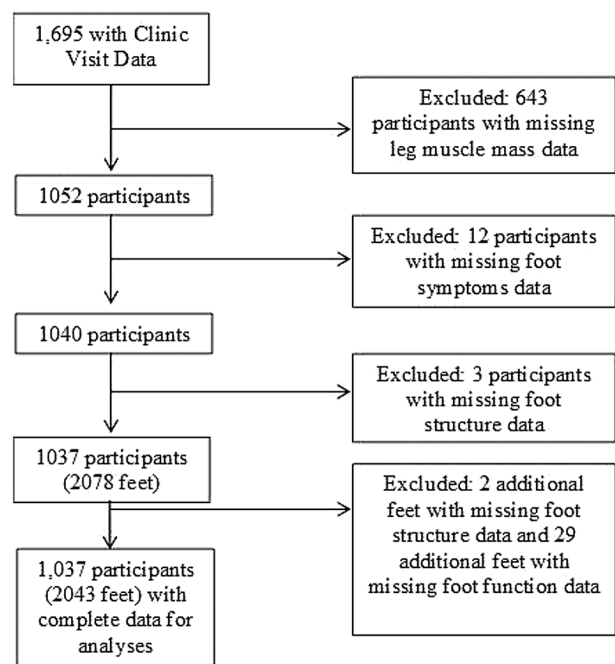 1,695 with Clinic
Visit Data
Excluded: 643
participants with missing
leg muscle mass data
1052 participants
Excluded: 12 participants
with missing foot
symptoms data
1040 participants
Excluded: 3 participants
with missing foot
structure data
1037 participants
(2078 feet)
Excluded: 2 additional
feet with missing foot
structure data and 29
additional feet with
missing foot function data
1,037 participants
(2043 feet) with
complete data for
analyses